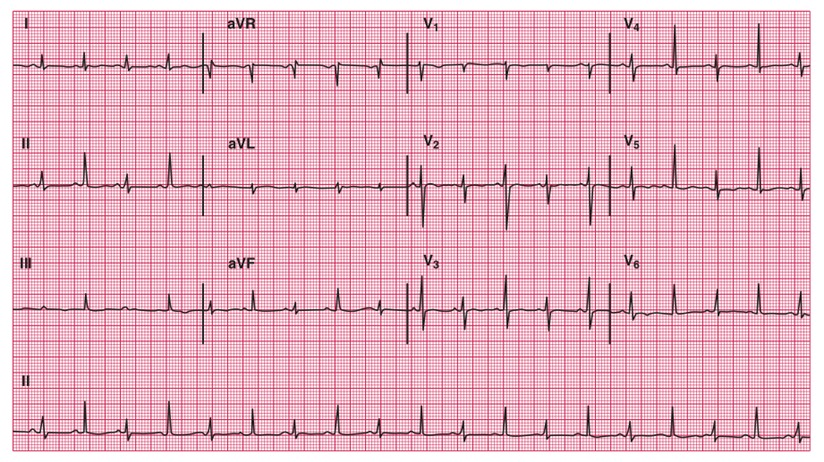 I aVR V₁ V₄
II aVL V₂ V₅
III aVF V₃ V₆
II